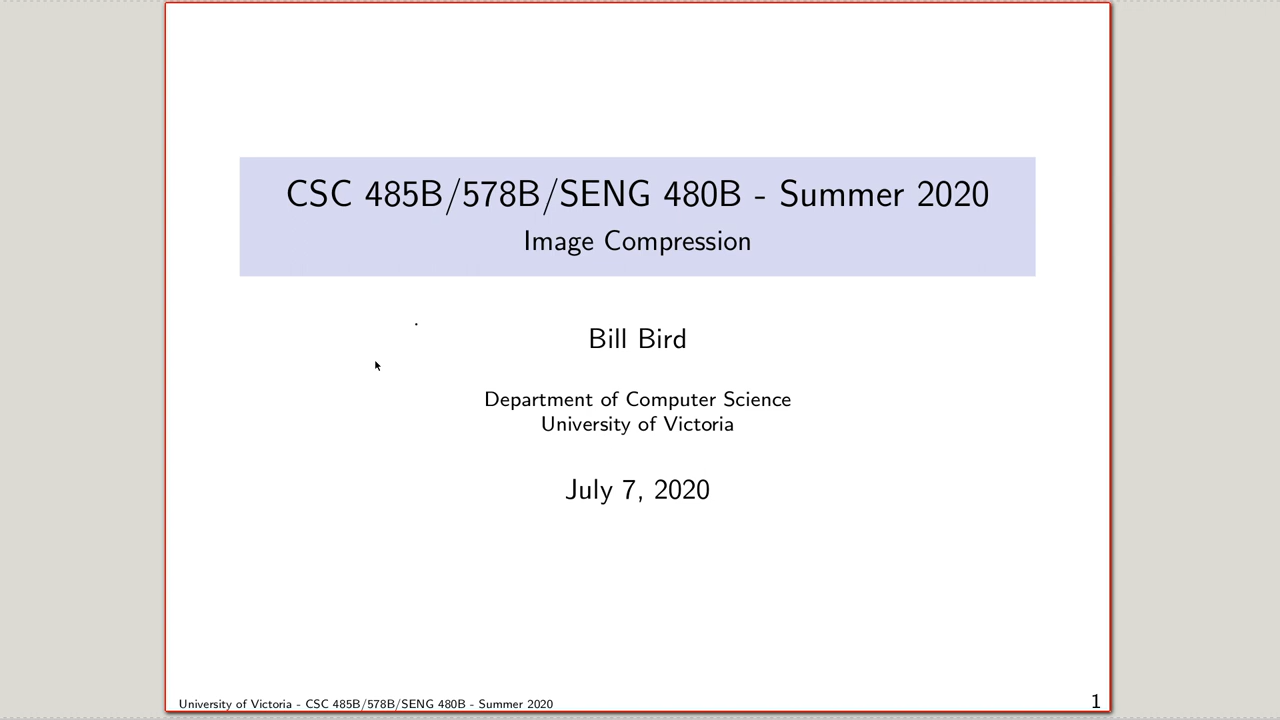 CSC 485B/578B/SENG 480B - Summer 2020
Image Compression
Bill Bird
Department of Computer Science
University of Victoria
July 7, 2020
University of Victoria - CSC 485B/578B/SENG 480B - Summer 2020
1